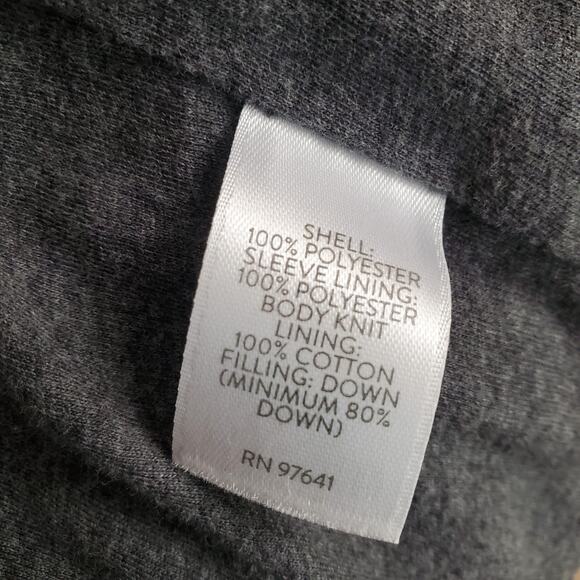 SHELL:
100% POLYESTER
SLEEVE LINING:
100% POLYESTER
BODY KNIT
LINING:
100% COTTON
FILLING: DOWN
(MINIMUM 80%
DOWN)
RN 97641